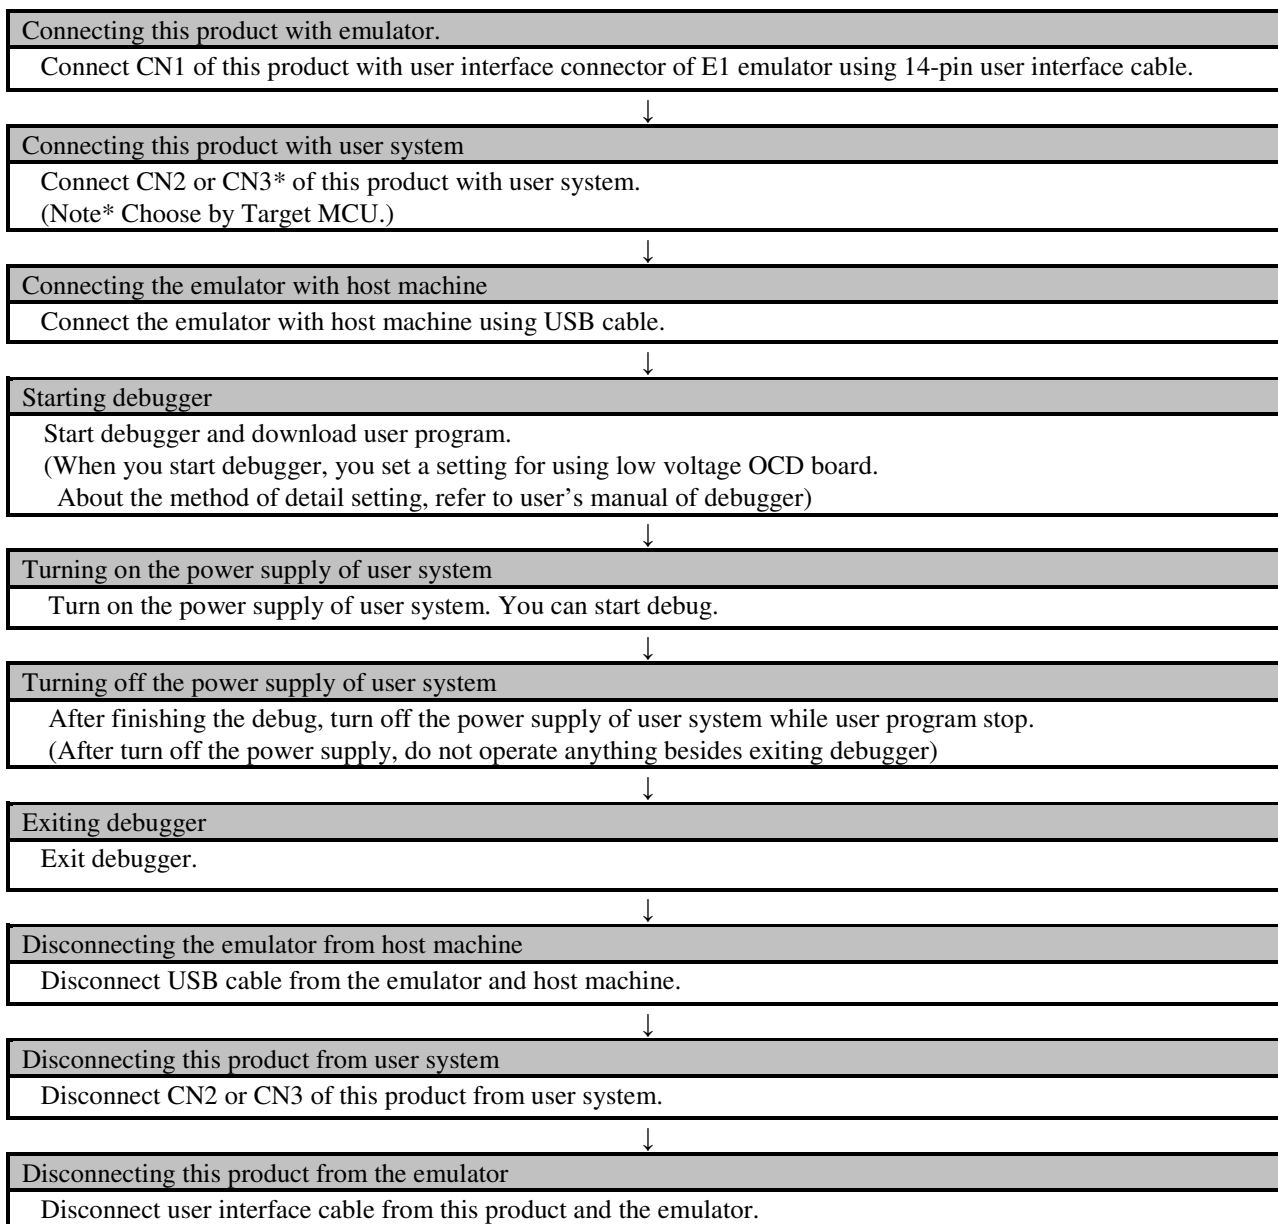 Connecting this product with emulator.
Connect CN1 of this product with user interface connector of E1 emulator using 14-pin user interface cable.
↓
Connecting this product with user system
Connect CN2 or CN3* of this product with user system.
(Note* Choose by Target MCU.)
↓
Connecting the emulator with host machine
Connect the emulator with host machine using USB cable.
↓
Starting debugger
Start debugger and download user program.
(When you start debugger, you set a setting for using low voltage OCD board.
About the method of detail setting, refer to user’s manual of debugger)
↓
Turning on the power supply of user system
Turn on the power supply of user system. You can start debug.
↓
Turning off the power supply of user system
After finishing the debug, turn off the power supply of user system while user program stop.
(After turn off the power supply, do not operate anything besides exiting debugger)
↓
Exiting debugger
Exit debugger.
↓
Disconnecting the emulator from host machine
Disconnect USB cable from the emulator and host machine.
↓
Disconnecting this product from user system
Disconnect CN2 or CN3 of this product from user system.
↓
Disconnecting this product from the emulator
Disconnect user interface cable from this product and the emulator.